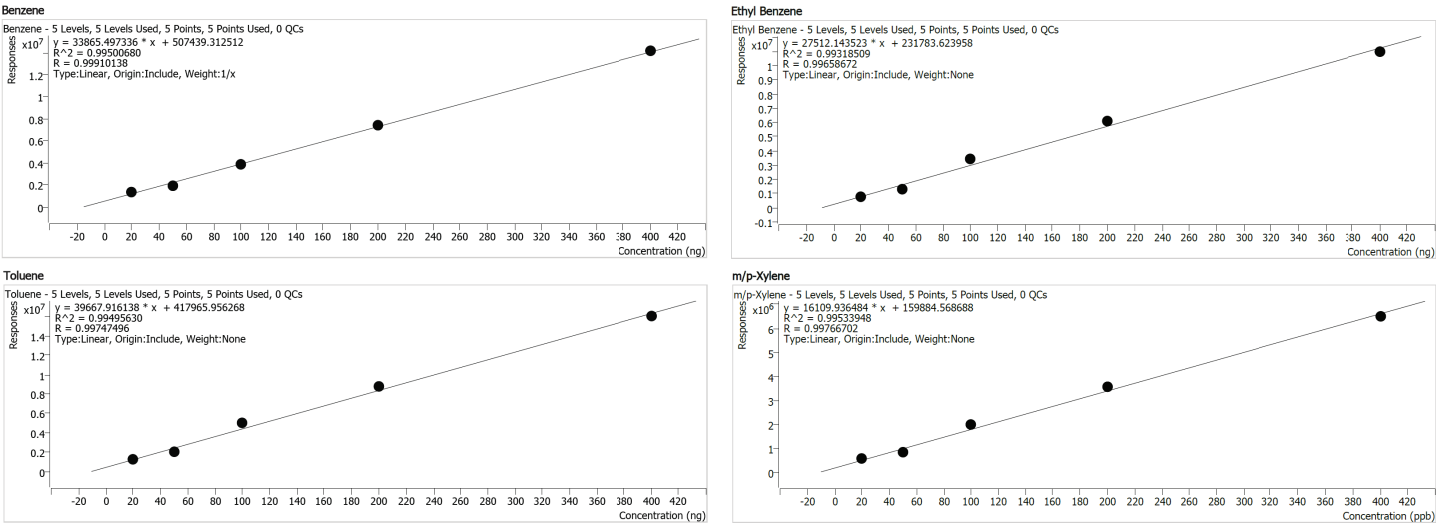 Benzene
Benzene - 5 Levels, 5 Levels Used, 5 Points, 5 Points Used, 0 QCs
Responses
x10⁷
y = 33865.497336 * x + 507439.312512
R^2 = 0.99500680
R = 0.99910138
Type:Linear, Origin:Include, Weight:1/x
1.2
1
0.8
0.6
0.4
0.2
0
-20 0 20 40 60 80 100 120 140 160 180 200 220 240 260 280 300 320 340 360 380 400 420
Concentration (ng)
Ethyl Benzene
Ethyl Benzene - 5 Levels, 5 Levels Used, 5 Points, 5 Points Used, 0 QCs
Responses
x10⁷
y = 27512.143523 * x + 231783.623958
R^2 = 0.99318509
R = 0.99658672
Type:Linear, Origin:Include, Weight:None
1
0.9
0.8
0.7
0.6
0.5
0.4
0.3
0.2
0.1
0
-0.1
-20 0 20 40 60 80 100 120 140 160 180 200 220 240 260 280 300 320 340 360 380 400 420
Concentration (ng)
Toluene
Toluene - 5 Levels, 5 Levels Used, 5 Points, 5 Points Used, 0 QCs
Responses
x10⁷
y = 39667.916138 * x + 417965.956268
R^2 = 0.99495630
R = 0.99747496
Type:Linear, Origin:Include, Weight:None
1.4
1.2
1
0.8
0.6
0.4
0.2
0
-20 0 20 40 60 80 100 120 140 160 180 200 220 240 260 280 300 320 340 360 380 400 420
Concentration (ng)
m/p-Xylene
m/p-Xylene - 5 Levels, 5 Levels Used, 5 Points, 5 Points Used, 0 QCs
Responses
x10⁶
y = 16109.936484 * x + 159884.568688
R^2 = 0.99533948
R = 0.99766702
Type:Linear, Origin:Include, Weight:None
6
5
4
3
2
1
0
-20 0 20 40 60 80 100 120 140 160 180 200 220 240 260 280 300 320 340 360 380 400 420
Concentration (ppb)